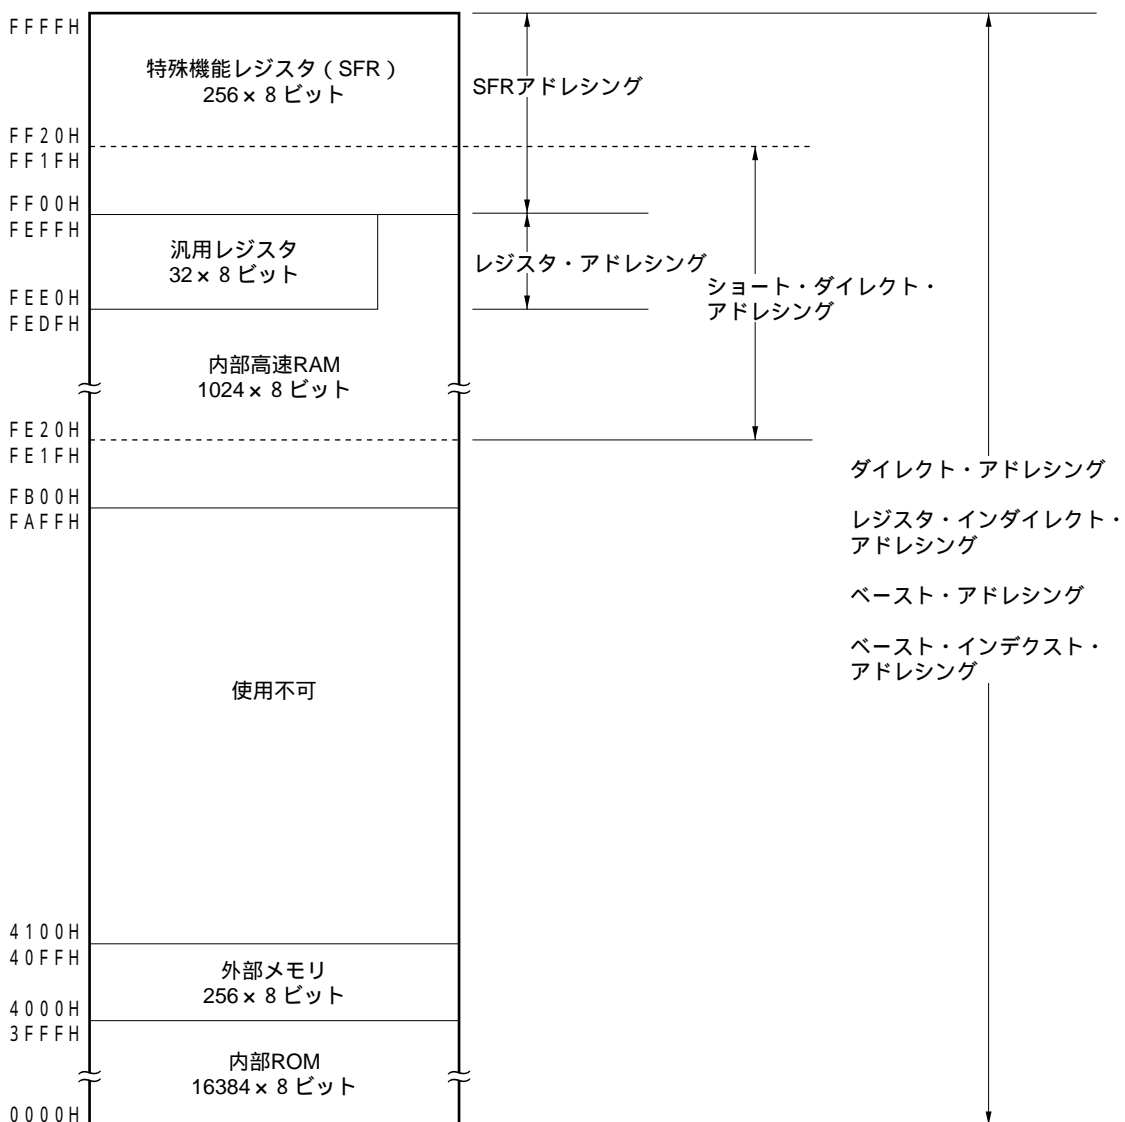 FFFFH
特殊機能レジスタ(SFR)
256×8ビット
SFRアドレシング
FF20H
FF1FH
FF00H
FEFFH
汎用レジスタ
32×8ビット
レジスタ・アドレシング
ショート・ダイレクト・
アドレシング
FEE0H
FEDFH
内部高速RAM
1024×8ビット
FE20H
FE1FH
ダイレクト・アドレシング
FB00H
FAFFH
レジスタ・インダイレクト・
アドレシング
ベースト・アドレシング
ベースト・インデクスト・
アドレシング
使用不可
4100H
40FFH
外部メモリ
256×8ビット
4000H
3FFFH
内部ROM
16384×8ビット
0000H